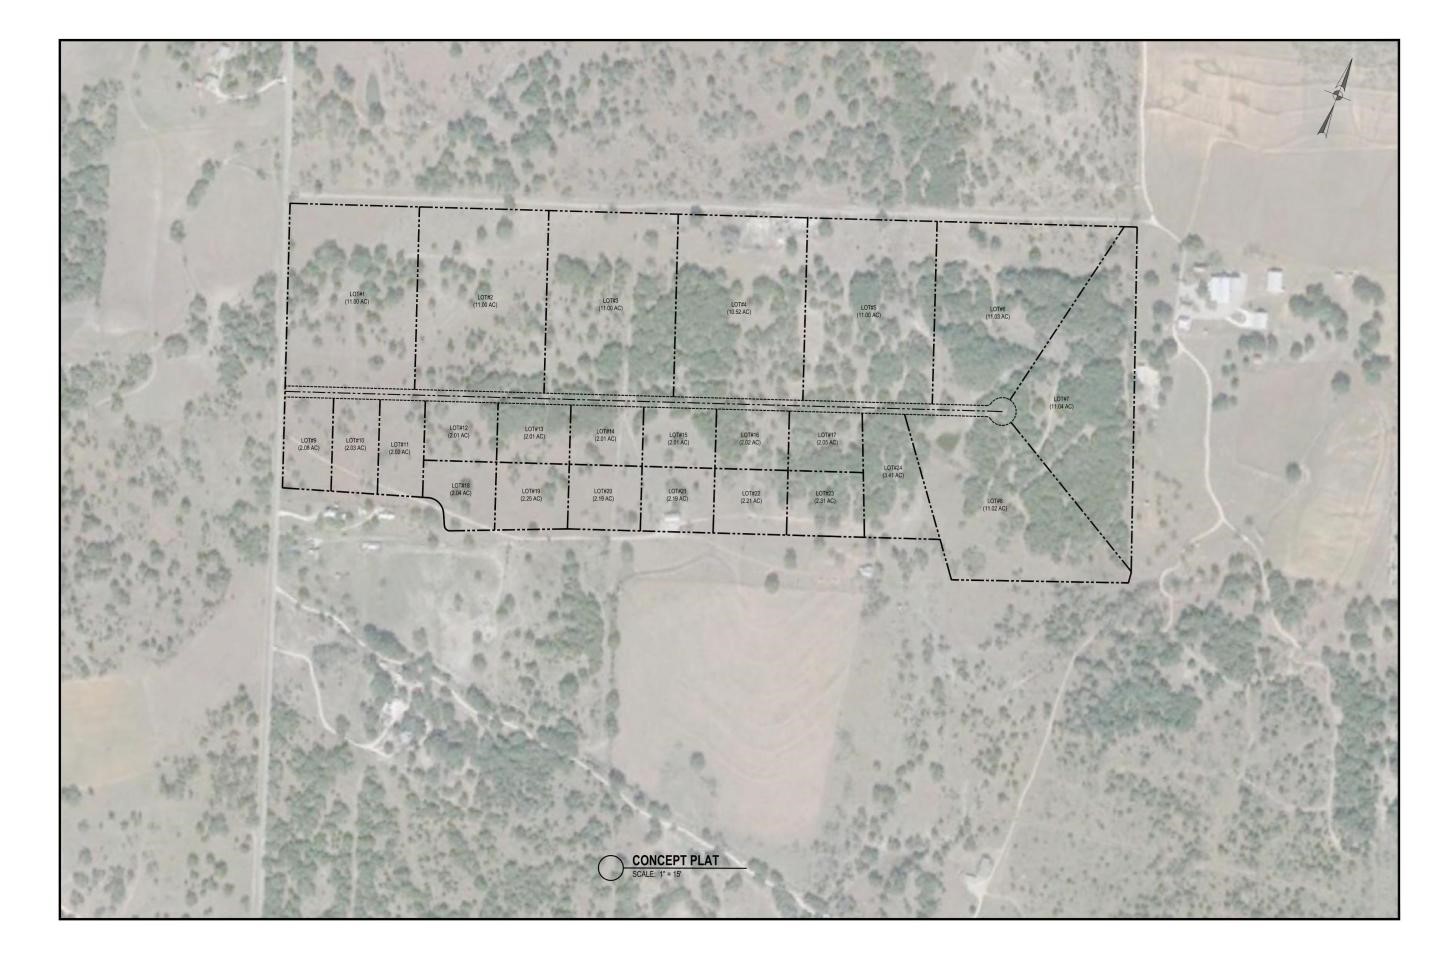 LOT#1
(11.00 AC)
LOT#2
(11.00 AC)
LOT#3
(11.00 AC)
LOT#4
(10.52 AC)
LOT#5
(11.00 AC)
LOT#6
(11.03 AC)
LOT#7
(11.04 AC)
LOT#8
(11.02 AC)
LOT#9
(2.08 AC)
LOT#10
(2.03 AC)
LOT#11
(2.00 AC)
LOT#12
(2.01 AC)
LOT#13
(2.01 AC)
LOT#14
(2.01 AC)
LOT#15
(2.01 AC)
LOT#16
(2.02 AC)
LOT#17
(2.05 AC)
LOT#18
(2.04 AC)
LOT#19
(2.25 AC)
LOT#20
(2.19 AC)
LOT#21
(2.19 AC)
LOT#22
(2.21 AC)
LOT#23
(2.31 AC)
LOT#24
(3.41 AC)
CONCEPT PLAT
SCALE: 1" = 15'